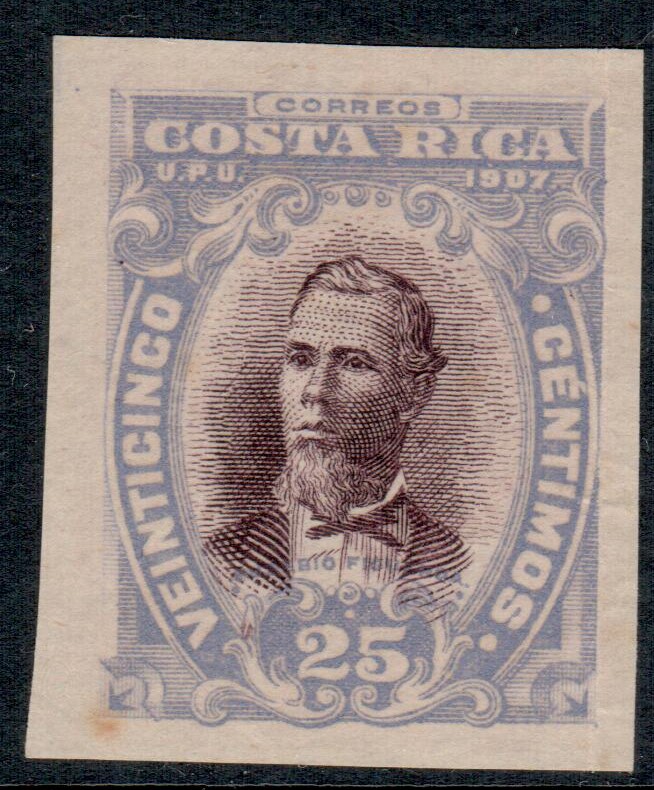 CORREOS
COSTA RICA
U.P.U. 1907.
VEINTICINCO
CÉNTIMOS.
25